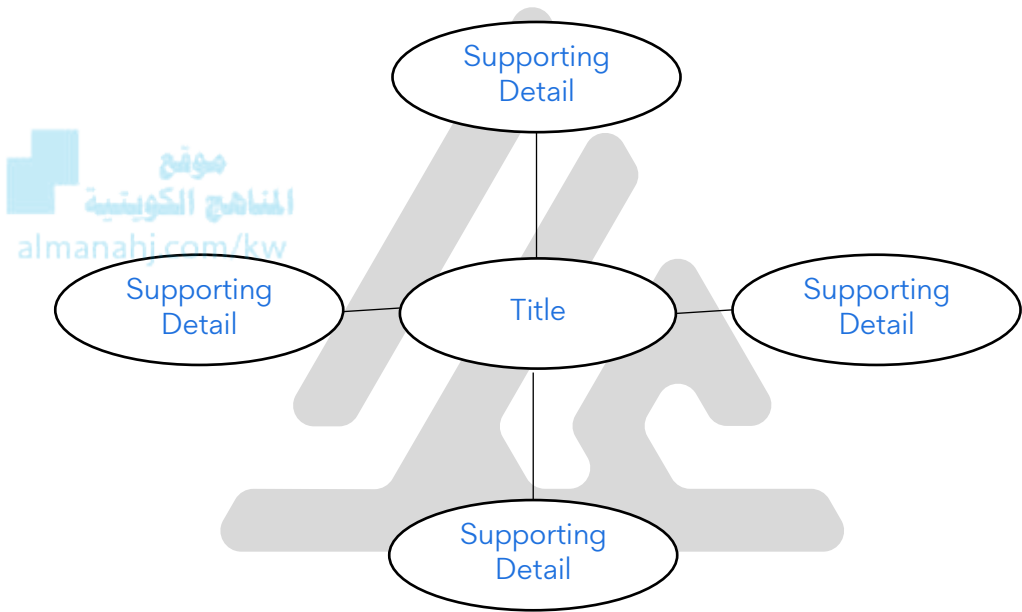 Supporting
Detail
موقع
المناهج الكويتية
almanahj.com/kw
Supporting
Detail
Title
Supporting
Detail
Supporting
Detail